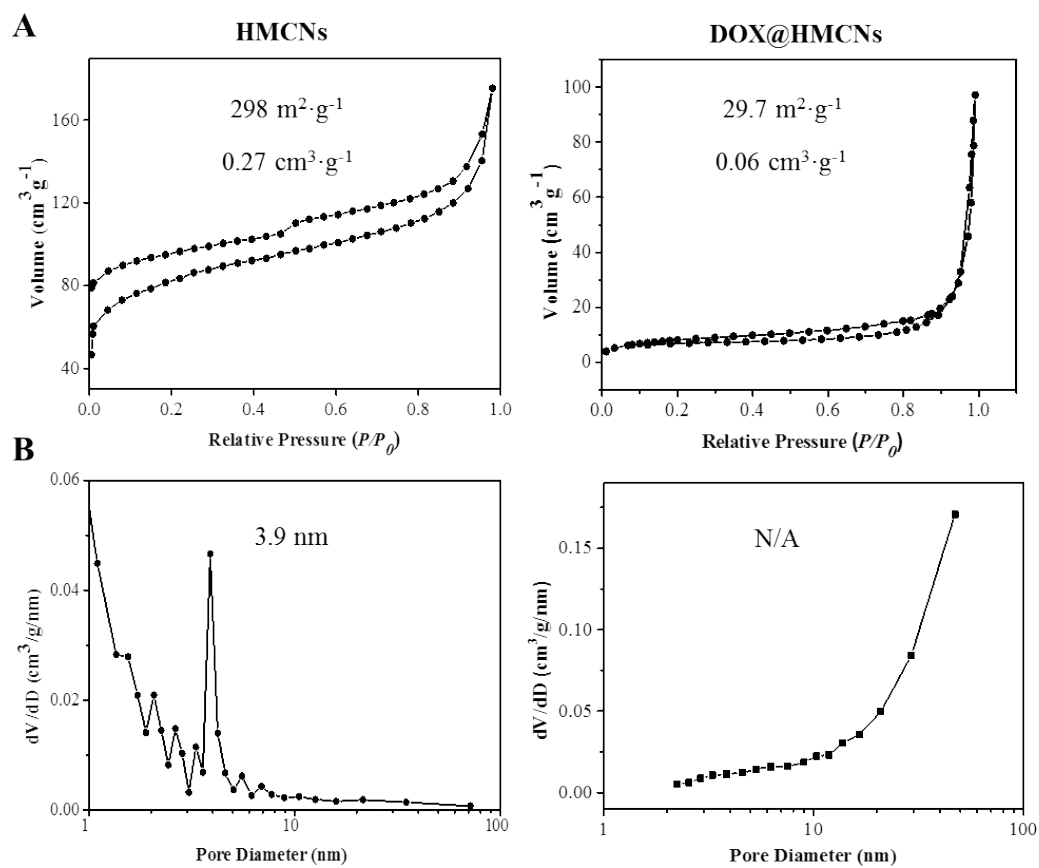 A
HMCNs
DOX@HMCNs
298 m²·g⁻¹
0.27 cm³·g⁻¹
Volume (cm³g⁻¹)
160
120
80
40
0.0 0.2 0.4 0.6 0.8 1.0
Relative Pressure (P/P₀)
29.7 m²·g⁻¹
0.06 cm³·g⁻¹
Volume (cm³g⁻¹)
100
80
60
40
20
0
0.0 0.2 0.4 0.6 0.8 1.0
Relative Pressure (P/P₀)
B
3.9 nm
dV/dD (cm³/g/nm)
0.06
0.04
0.02
0.00
1 10 100
Pore Diameter (nm)
N/A
dV/dD (cm³/g/nm)
0.15
0.10
0.05
0.00
1 10 100
Pore Diameter (nm)